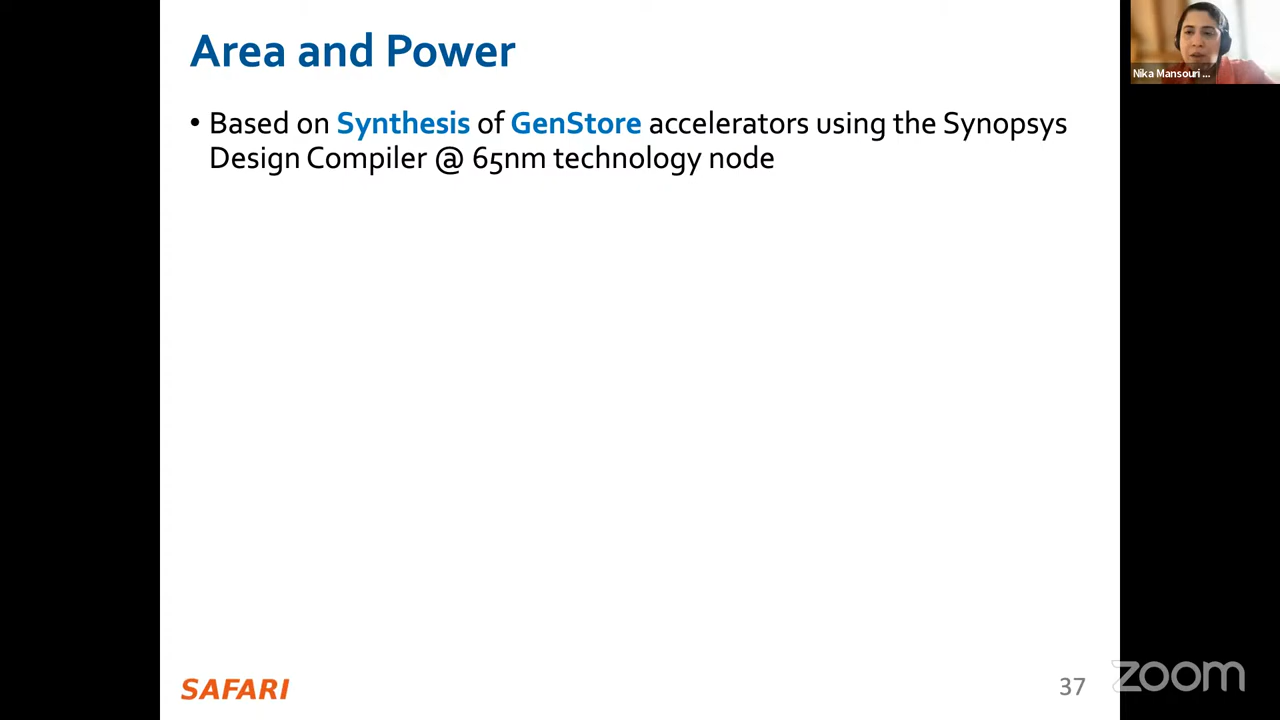 Area and Power
• Based on Synthesis of GenStore accelerators using the Synopsys
Design Compiler @ 65nm technology node
Nika Mansouri ...
SAFARI
37
zoom